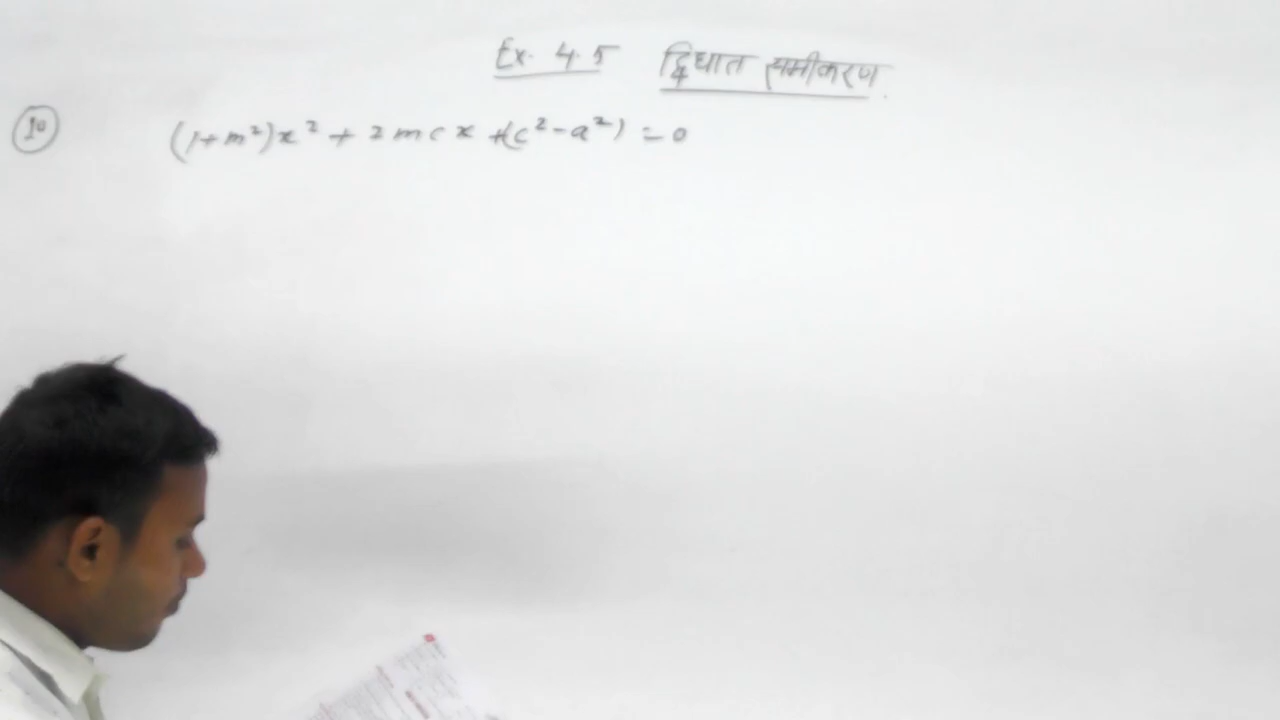 Ex. 4.5 द्विघात समीकरण
10 (1+m²)x² + 2mcx +(c²-a²) = 0